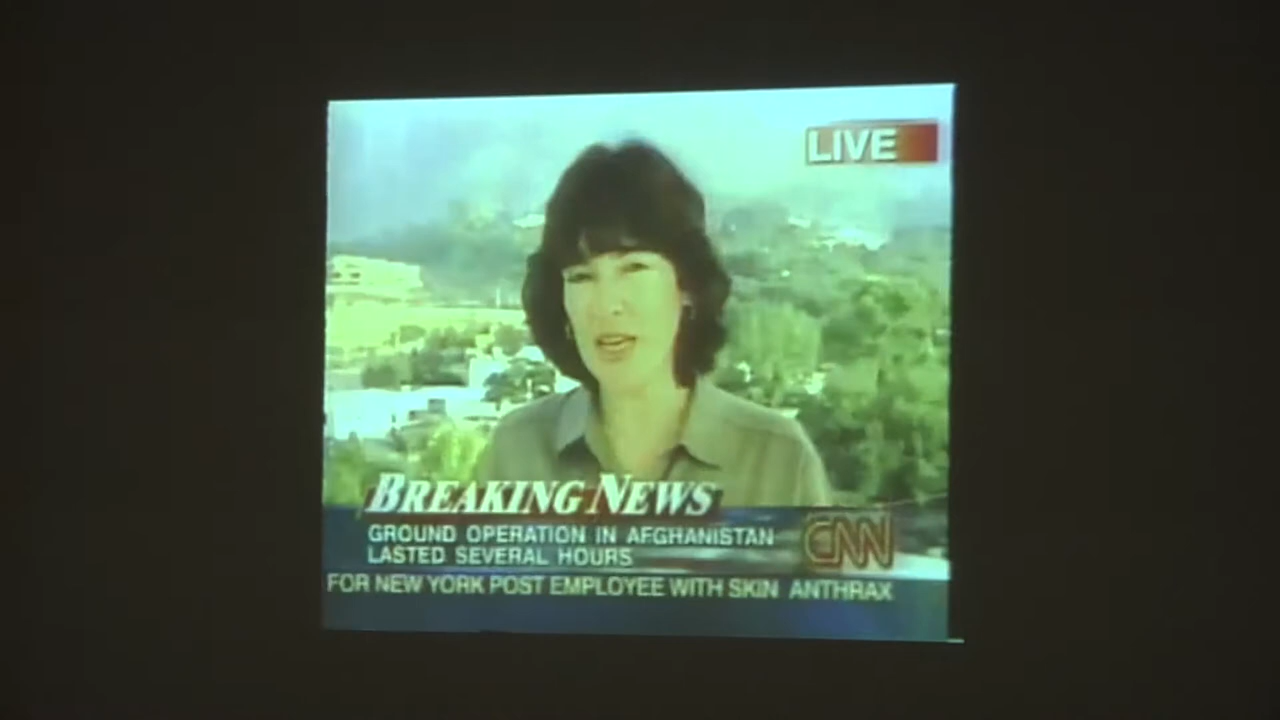 LIVE
BREAKING NEWS
GROUND OPERATION IN AFGHANISTAN
LASTED SEVERAL HOURS
CNN
FOR NEW YORK POST EMPLOYEE WITH SKIN ANTHRAX